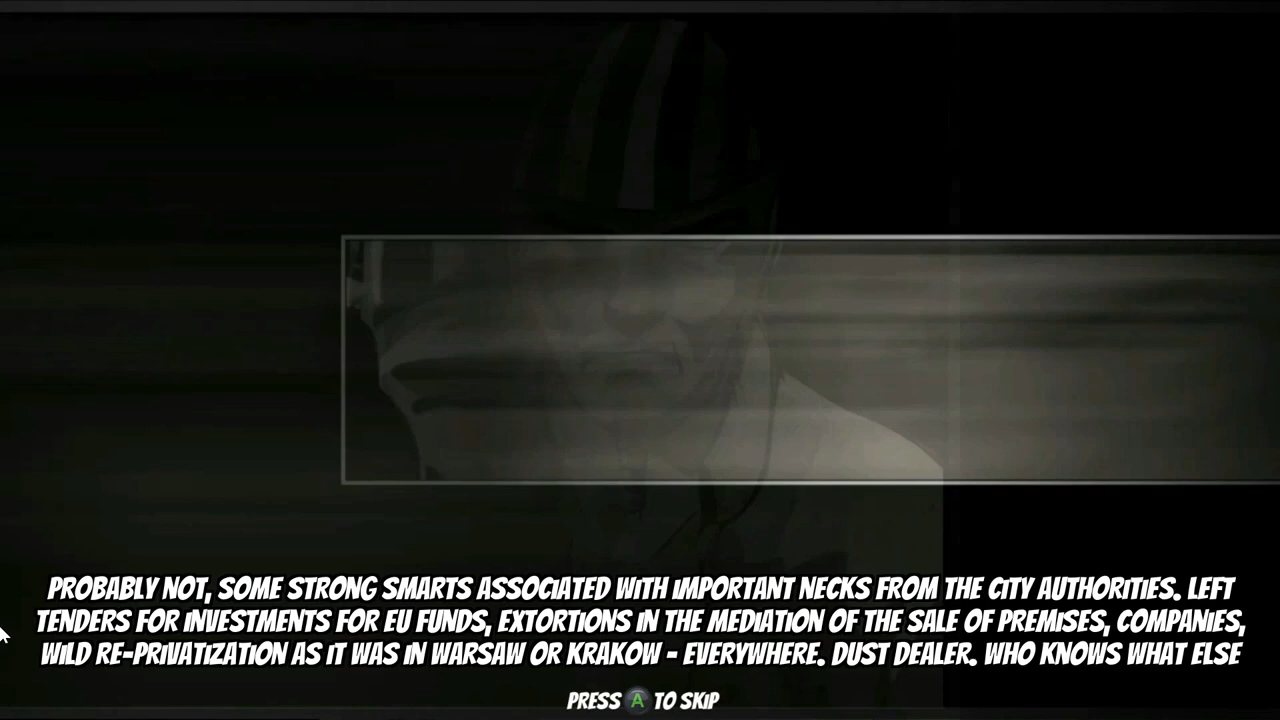 PROBABLY NOT, SOME STRONG SMARTS ASSOCIATED WITH IMPORTANT NECKS FROM THE CITY AUTHORITIES. LEFT
TENDERS FOR INVESTMENTS FOR EU FUNDS, EXTORTIONS IN THE MEDIATION OF THE SALE OF PREMISES, COMPANIES,
WILD RE-PRIVATIZATION AS IT WAS IN WARSAW OR KRAKOW - EVERYWHERE. DUST DEALER. WHO KNOWS WHAT ELSE
PRESS A TO SKIP